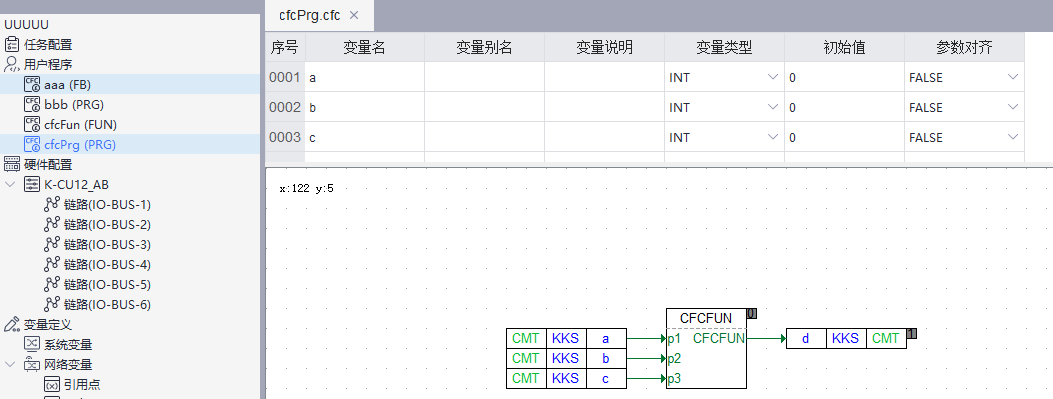 UUUUU
任务配置
用户程序
CFC aaa (FB)
CFC bbb (PRG)
CFC cfcFun (FUN)
CFC cfcPrg (PRG)
硬件配置
K-CU12_AB
链路(IO-BUS-1)
链路(IO-BUS-2)
链路(IO-BUS-3)
链路(IO-BUS-4)
链路(IO-BUS-5)
链路(IO-BUS-6)
变量定义
系统变量
网络变量
引用点
cfcPrg.cfc ×
序号 变量名 变量别名 变量说明 变量类型 初始值 参数对齐
0001 a INT 0 FALSE
0002 b INT 0 FALSE
0003 c INT 0 FALSE
x:122 y:5
CFCFUN 0
CMT KKS a p1 CFCFUN d KKS CMT 1
CMT KKS b p2
CMT KKS c p3